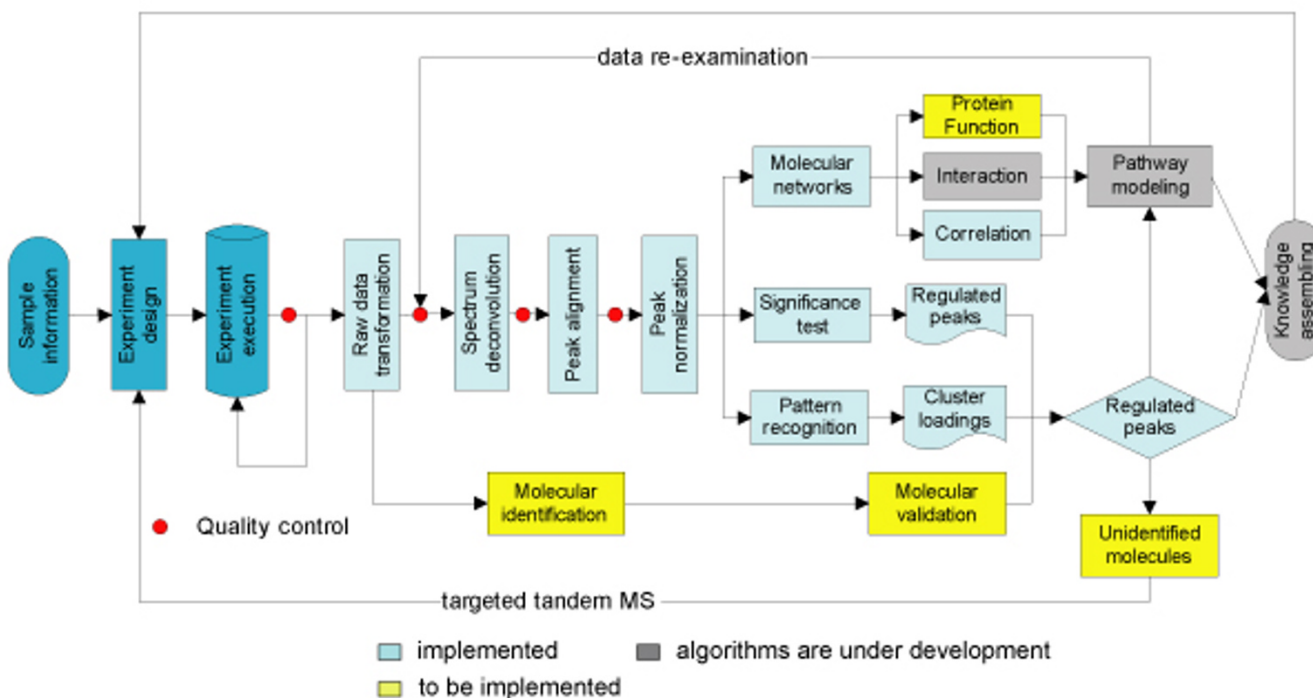 data re-examination
Protein
Function
Molecular
networks
Interaction
Pathway
modeling
Correlation
Sample
information
Experiment
design
Experiment
execution
Raw data
transformation
Spectrum
deconvolution
Peak alignment
Peak
normalization
Significance
test
Regulated
peaks
Knowledge
assembling
Pattern
recognition
Cluster
loadings
Regulated
peaks
Molecular
identification
Molecular
validation
Quality control
Unidentified
molecules
targeted tandem MS
implemented
algorithms are under development
to be implemented